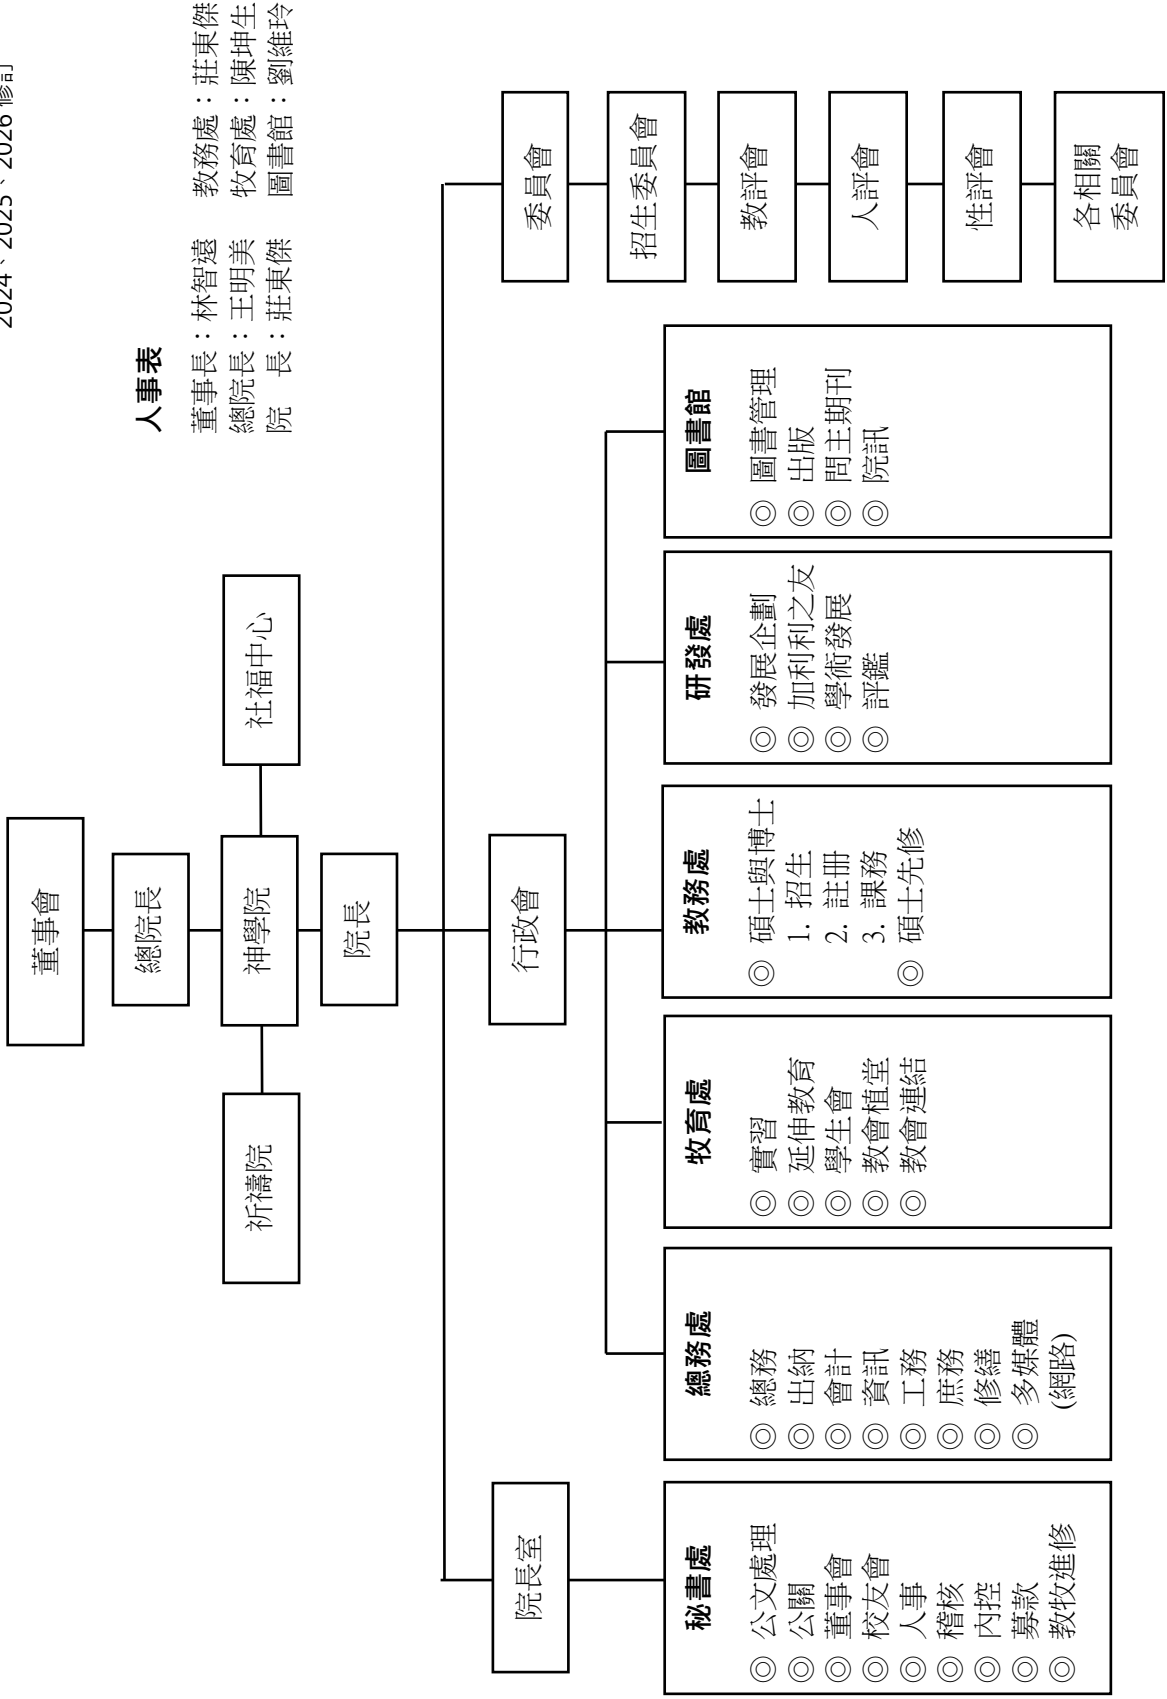 2024、2025、2026 修訂
人事表
董事長：林智遠 教務處：莊東傑
總院長：王明美 牧育處：陳坤生
院 長：莊東傑 圖書館：劉維玲
董事會
總院長
祈禱院
神學院
社福中心
院長
院長室
行政會
委員會
招生委員會
教評會
人評會
性評會
各相關
委員會
秘書處
◎ 公文處理
◎ 公關
◎ 董事會
◎ 校友會
◎ 人事
◎ 稽核
◎ 內控
◎ 募款
◎ 教牧進修
總務處
◎ 總務
◎ 出納
◎ 會計
◎ 資訊
◎ 工務
◎ 庶務
◎ 修繕
◎ 多媒體
(網路)
牧育處
◎ 實習
◎ 延伸教育
◎ 學生會
◎ 教會植堂
◎ 教會連結
教務處
◎ 碩士與博士
1. 招生
2. 註冊
3. 課務
◎ 碩士先修
研發處
◎ 發展企劃
◎ 加利利之友
◎ 學術發展
◎ 評鑑
圖書館
◎ 圖書管理
◎ 出版
◎ 問主期刊
◎ 院訊